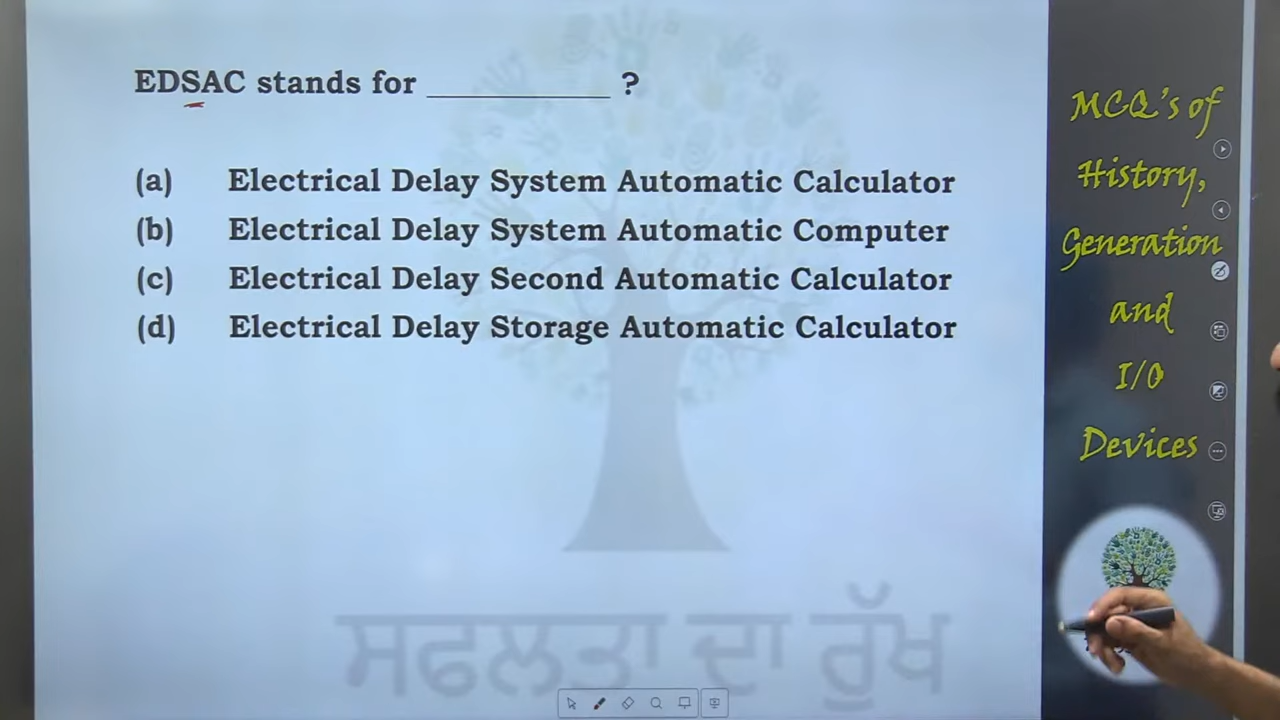 EDSAC stands for __________ ?
(a) Electrical Delay System Automatic Calculator
(b) Electrical Delay System Automatic Computer
(c) Electrical Delay Second Automatic Calculator
(d) Electrical Delay Storage Automatic Calculator
ਸਫਲਤਾ ਦਾ ਰੁੱਖ
MCQ's of
History,
Generation
and
I/O
Devices